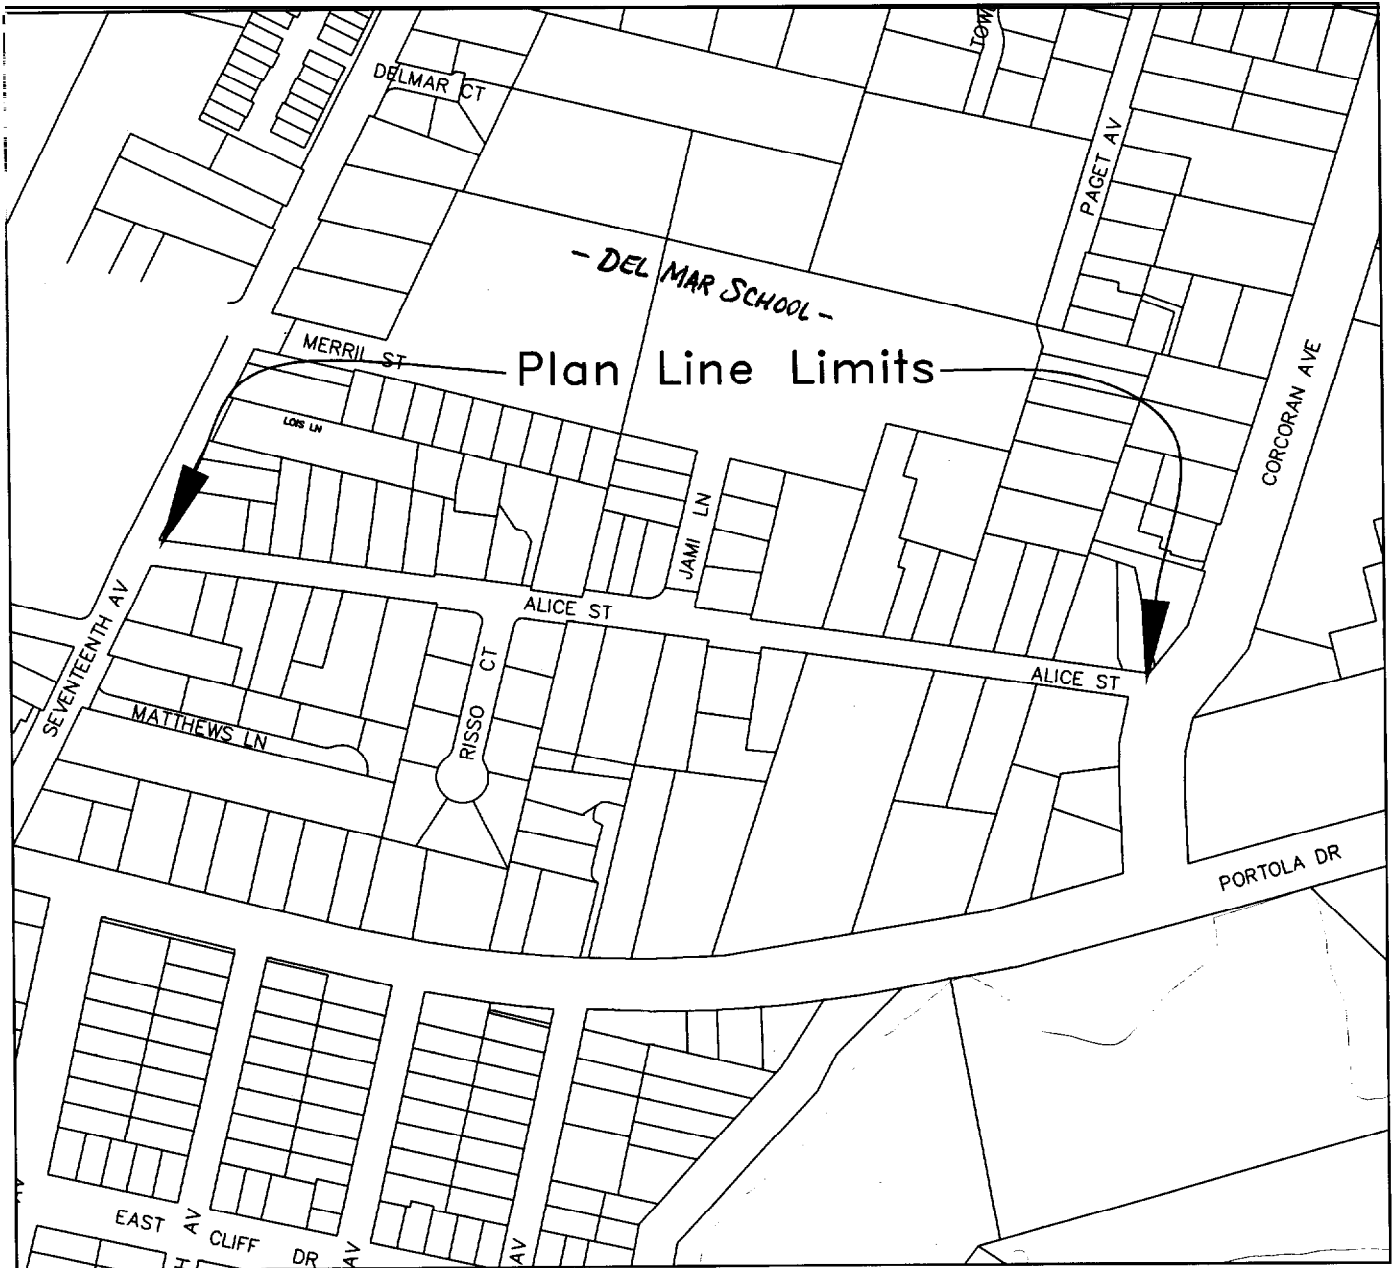 TOW
DELMAR CT
PAGET AV
- DEL MAR SCHOOL -
MERRIL ST
Plan Line Limits
CORCORAN AVE
LOIS LN
JAMI LN
ALICE ST
SEVENTEENTH AV
RISSO CT
ALICE ST
MATTHEWS LN
PORTOLA DR
EAST CLIFF DR
AV
AV
AV